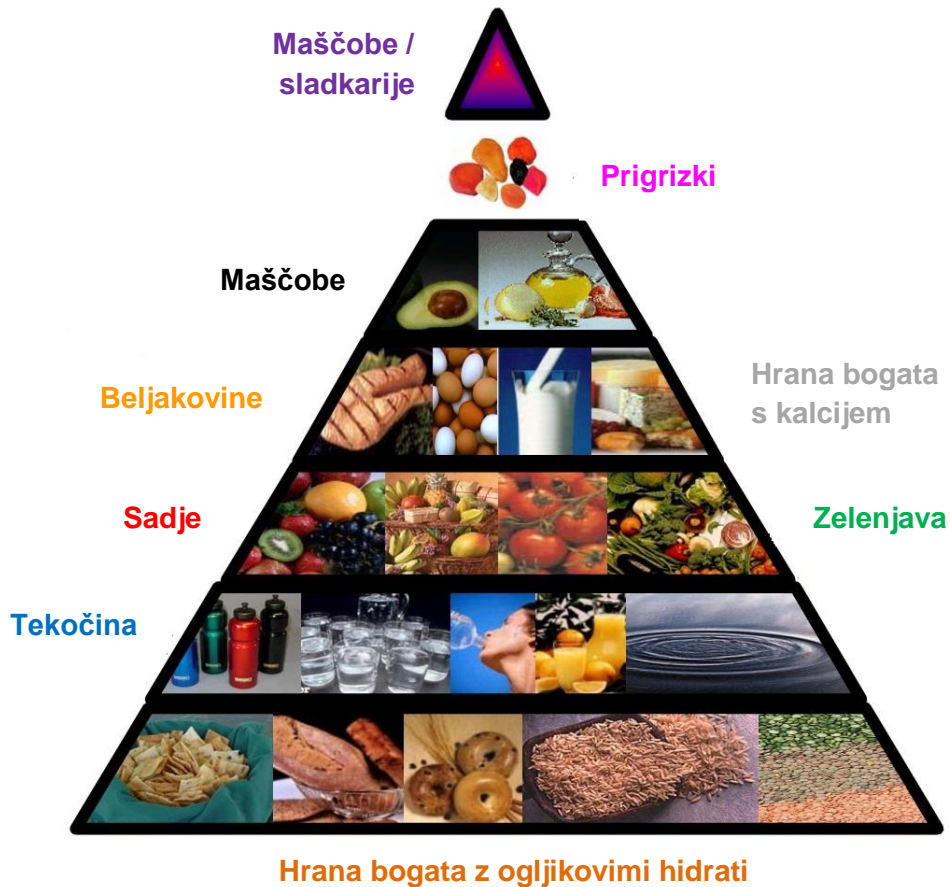 Maščobe /
sladkarije
Prigrizki
Maščobe
Beljakovine
Hrana bogata
s kalcijem
Sadje
Zelenjava
Tekočina
Hrana bogata z ogljikovimi hidrati